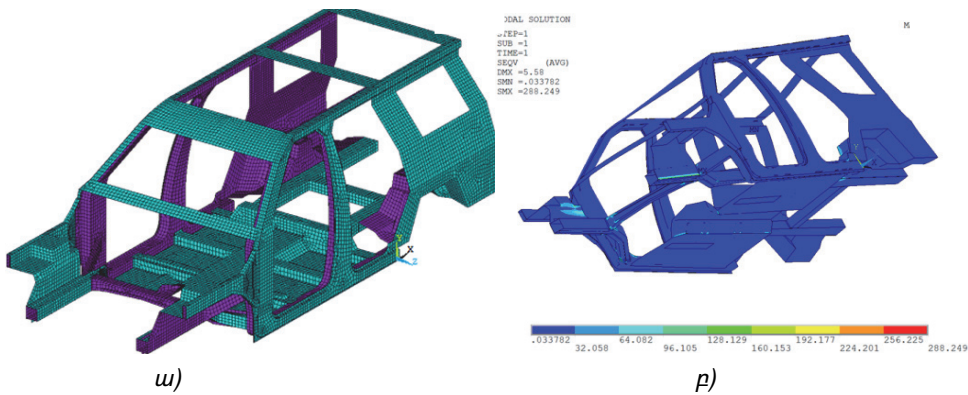 ODAL SOLUTION
STEP=1
SUB =1
TIME=1
SEQV (AVG)
DMX =5.58
SMN =.033782
SMX =288.249
M
Y
X
Z
Y
.033782 64.082 128.129 192.177 256.225
32.058 96.105 160.153 224.201 288.249
ա) բ)